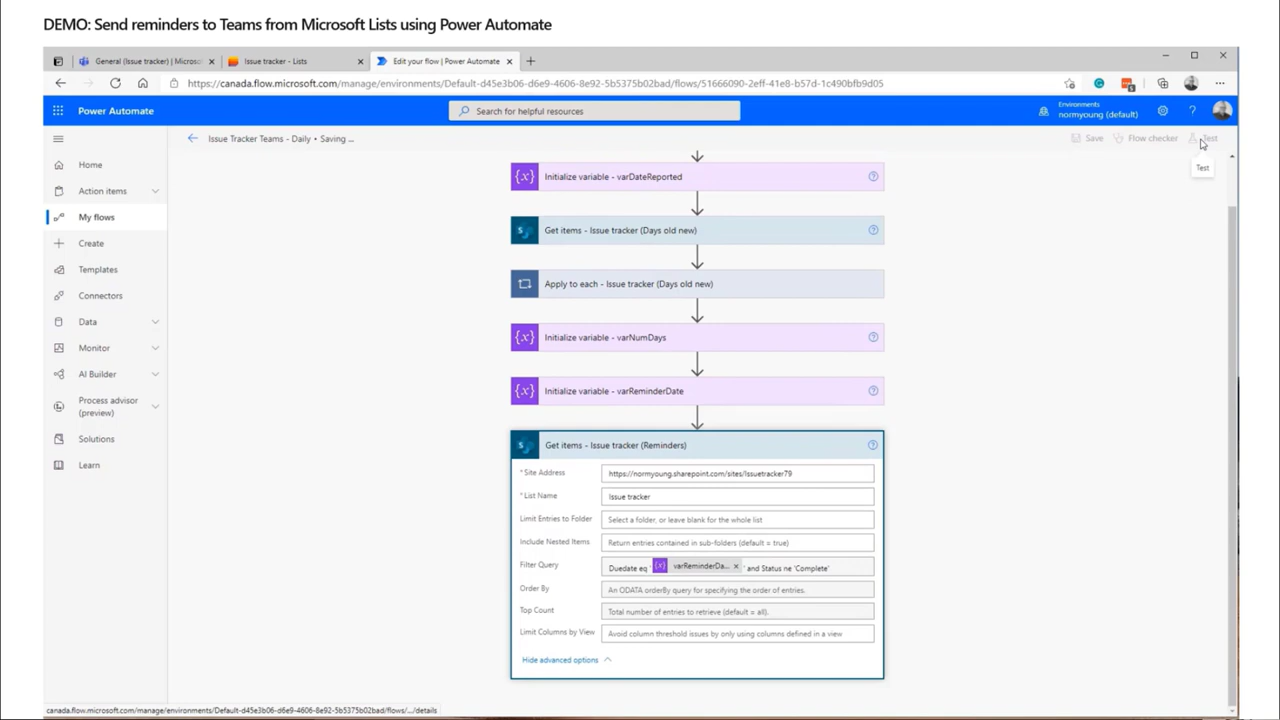 DEMO: Send reminders to Teams from Microsoft Lists using Power Automate
General (Issue tracker) | Microso
Issue tracker - Lists
Edit your flow | Power Automate
https://canada.flow.microsoft.com/manage/environments/Default-d45e3b06-d6e9-4606-8e92-5b5375b02bad/flows/51666090-2eff-41e8-b57d-1c490bfb9d05
Power Automate
Search for helpful resources
Environments
normyoung (default)
Issue Tracker Teams - Daily • Saving ...
Save
Flow checker
Test
Test
Home
Action items
My flows
Create
Templates
Connectors
Data
Monitor
AI Builder
Process advisor
(preview)
Solutions
Learn
{x} Initialize variable - varDateReported
Get items - Issue tracker (Days old new)
Apply to each - Issue tracker (Days old new)
{x} Initialize variable - varNumDays
{x} Initialize variable - varReminderDate
Get items - Issue tracker (Reminders)
* Site Address https://normyoung.sharepoint.com/sites/Issuetracker79
* List Name Issue tracker
Limit Entries to Folder Select a folder, or leave blank for the whole list
Include Nested Items Return entries contained in sub-folders (default = true)
Filter Query Duedate eq ' {x} varReminderDa... × ' and Status ne 'Complete'
Order By An ODATA orderBy query for specifying the order of entries.
Top Count Total number of entries to retrieve (default = all).
Limit Columns by View Avoid column threshold issues by only using columns defined in a view
Hide advanced options
canada.flow.microsoft.com/manage/environments/Default-d45e3b06-d6e9-4606-8e92-5b5375b02bad/flows/.../details